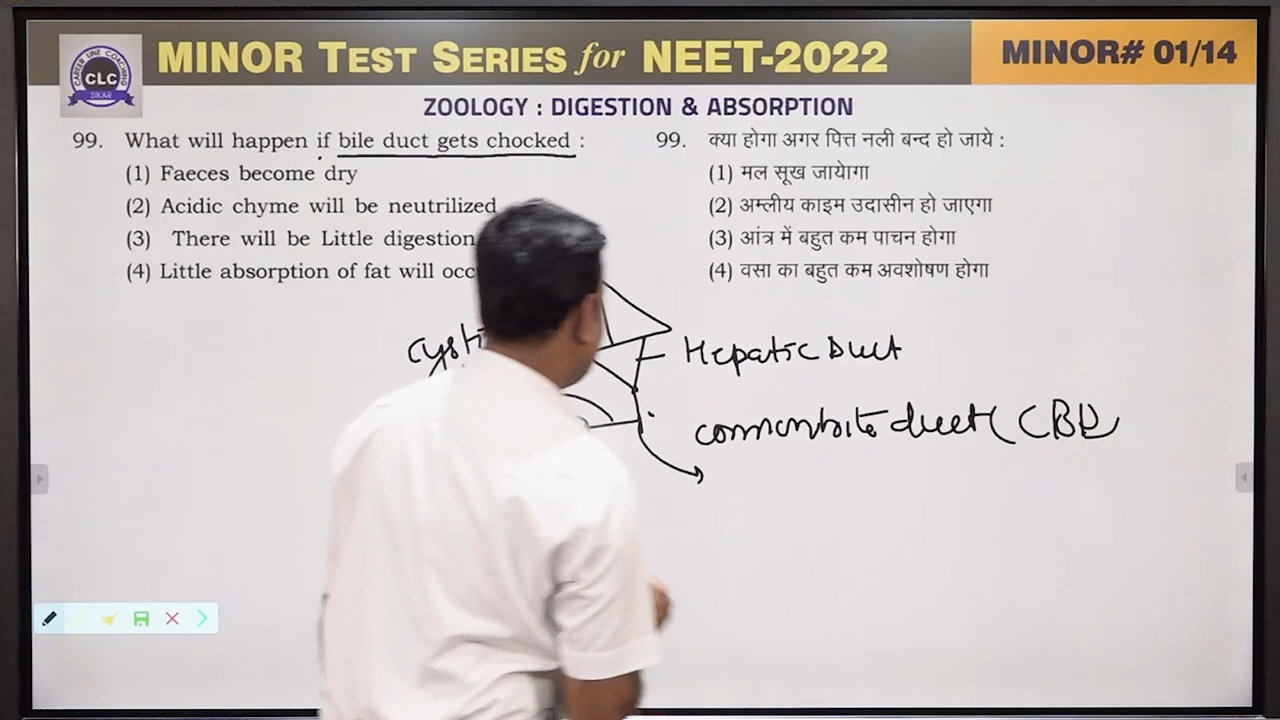 CAREER LINE COACHING
CLC
SIKAR
MINOR TEST SERIES for NEET-2022
MINOR# 01/14
ZOOLOGY : DIGESTION & ABSORPTION
99. What will happen if bile duct gets chocked :
(1) Faeces become dry
(2) Acidic chyme will be neutrilized
(3) There will be Little digestion
(4) Little absorption of fat will
99. क्या होगा अगर पित्त नली बन्द हो जाये :
(1) मल सूख जायेागा
(2) अम्लीय काइम उदासीन हो जाएगा
(3) आंत्र में बहुत कम पाचन होगा
(4) वसा का बहुत कम अवशोषण होगा
Hepatic Duct
(CBD